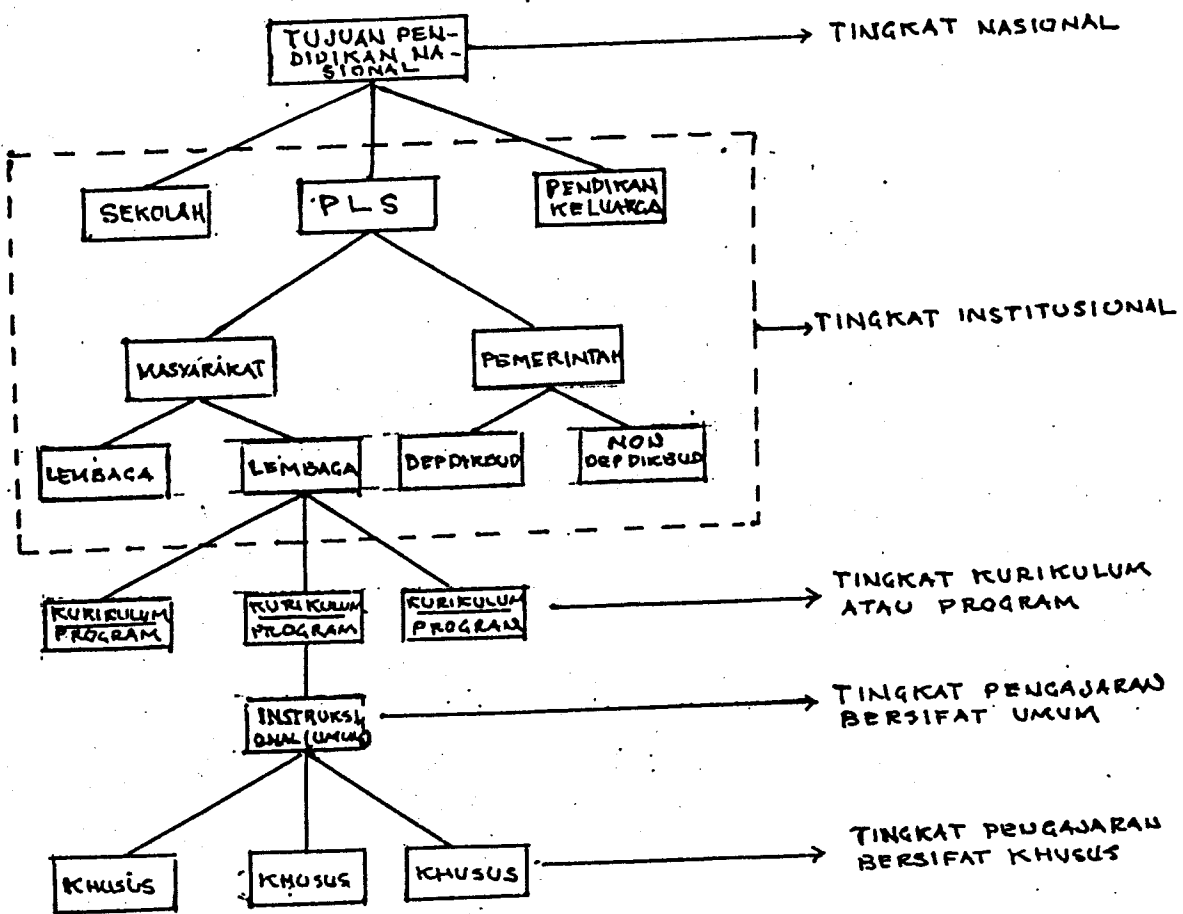 TUJUAN PEN-
DIDIKAN NA-
SIONAL
TINGKAT NASIONAL
SEKOLAH
PLS
PENDIKAN
KELUARGA
TINGKAT INSTITUSIONAL
MASYARAKAT
PEMERINTAH
LEMBAGA
LEMBAGA
DEPDIKBUD
NON
DEPDIKBUD
KURIKULUM
PROGRAM
KURIKULUM
PROGRAM
KURIKULUM
PROGRAM
TINGKAT KURIKULUM
ATAU PROGRAM
INSTRUKSI
ONAL (UMUM)
TINGKAT PENGAJARAN
BERSIFAT UMUM
KHUSUS
KHUSUS
KHUSUS
TINGKAT PENGAJARAN
BERSIFAT KHUSUS